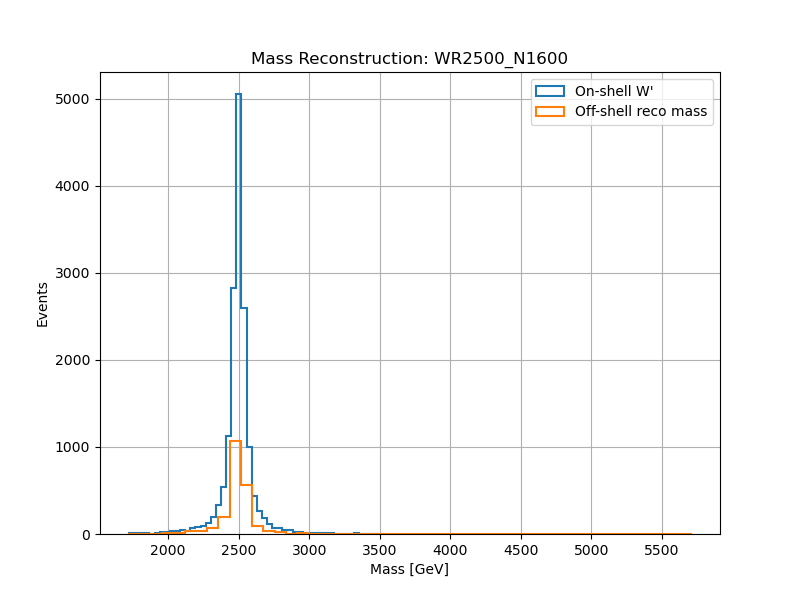 Mass Reconstruction: WR2500_N1600
On-shell W'
Off-shell reco mass
5000
4000
3000
2000
1000
0
Events
2000 2500 3000 3500 4000 4500 5000 5500
Mass [GeV]